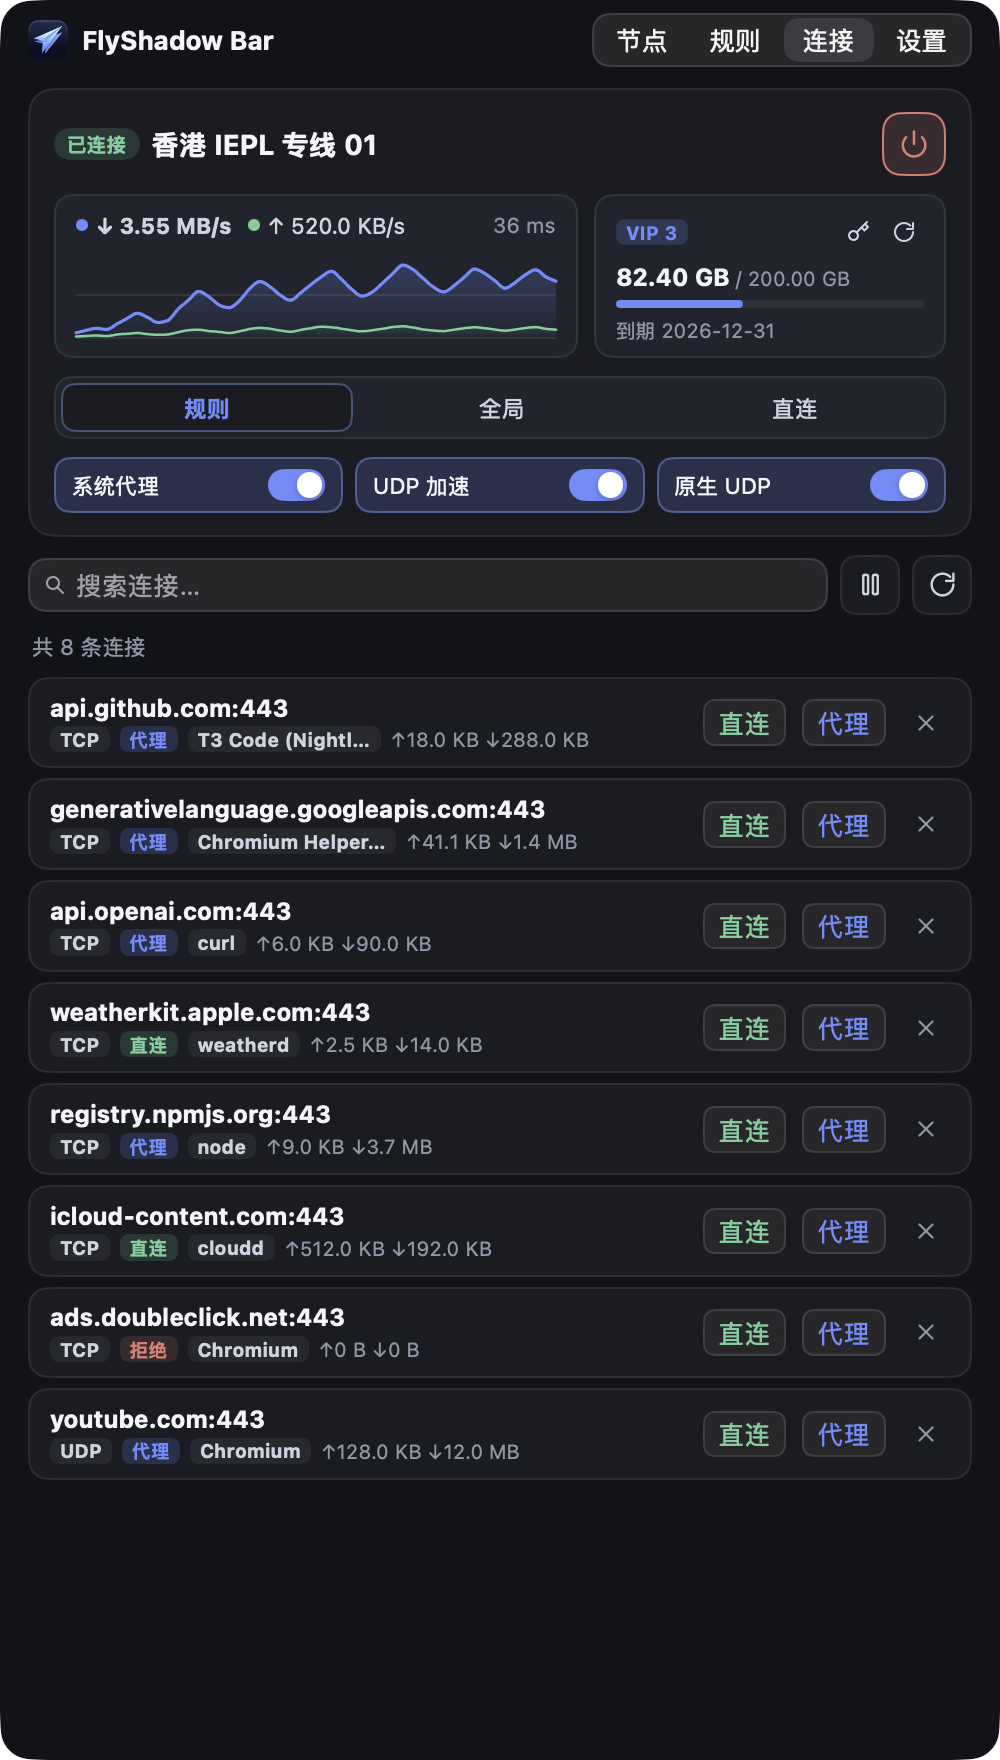 FlyShadow Bar
节点 规则 连接 设置
已连接 香港 IEPL 专线 01
↓ 3.55 MB/s ↑ 520.0 KB/s 36 ms
VIP 3
82.40 GB / 200.00 GB
到期 2026-12-31
规则 全局 直连
系统代理 UDP 加速 原生 UDP
搜索连接...
共 8 条连接
api.github.com:443
TCP 代理 T3 Code (Nightl... ↑18.0 KB ↓288.0 KB
直连 代理
generativelanguage.googleapis.com:443
TCP 代理 Chromium Helper... ↑41.1 KB ↓1.4 MB
直连 代理
api.openai.com:443
TCP 代理 curl ↑6.0 KB ↓90.0 KB
直连 代理
weatherkit.apple.com:443
TCP 直连 weatherd ↑2.5 KB ↓14.0 KB
直连 代理
registry.npmjs.org:443
TCP 代理 node ↑9.0 KB ↓3.7 MB
直连 代理
icloud-content.com:443
TCP 直连 cloudd ↑512.0 KB ↓192.0 KB
直连 代理
ads.doubleclick.net:443
TCP 拒绝 Chromium ↑0 B ↓0 B
直连 代理
youtube.com:443
UDP 代理 Chromium ↑128.0 KB ↓12.0 MB
直连 代理